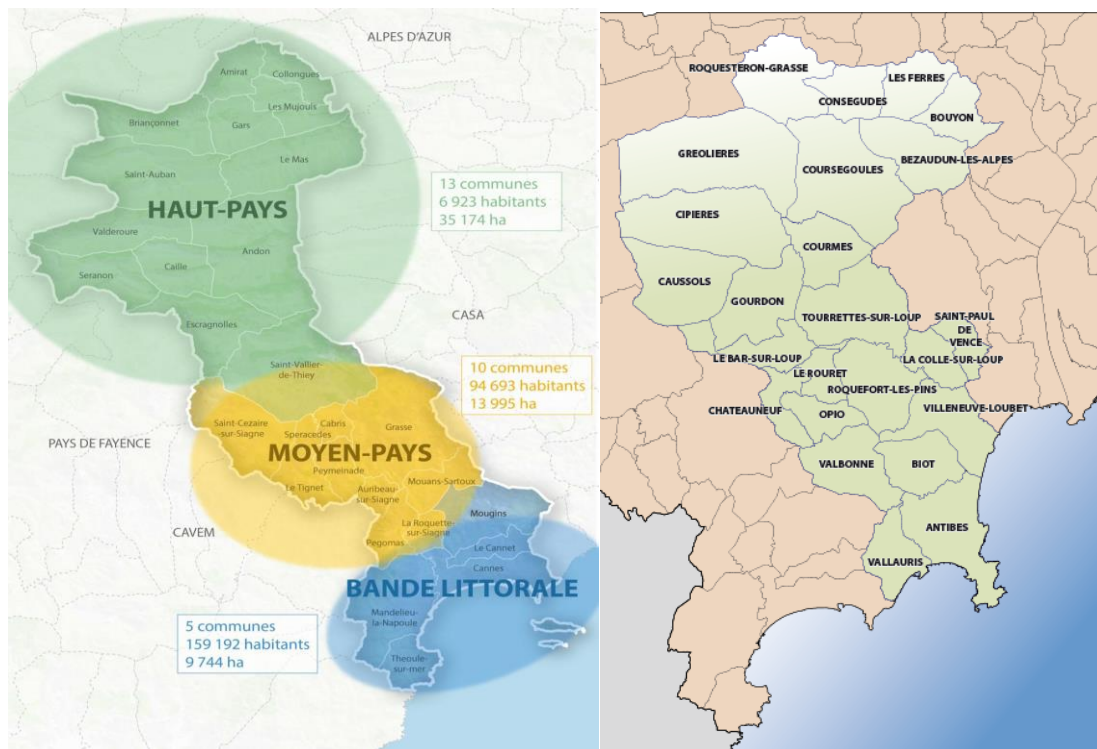 ALPES D'AZUR
Amirat
Collongues
Les Mujouls
Briançonnet
Gars
Le Mas
Saint-Auban
13 communes
6 923 habitants
35 174 ha
HAUT-PAYS
Valderoure
Andon
Seranon
Caille
CASA
Escragnolles
Saint-Vallier-
de-Thiey
10 communes
94 693 habitants
13 995 ha
PAYS DE FAYENCE
Saint-Cezaire
sur-Siagne
Cabris
Speracedes
Grasse
MOYEN-PAYS
Peymeinade
Le Tignet
Auribeau
sur-Siagne
Mouans-Sartoux
CAVEM
La Roquette
sur-Siagne
Mougins
Pegomas
Le Cannet
Cannes
BANDE LITTORALE
Mandelieu
la-Napoule
5 communes
159 192 habitants
9 744 ha
Theoule-
sur-mer
ROQUESTERON-GRASSE
LES FERRES
CONSEGUDES
BOUYON
GREOLIERES
BEZAUDUN-LES-ALPES
COURSEGOULES
CIPIERES
COURMES
CAUSSOLS
GOURDON
TOURRETTES-SUR-LOUP
SAINT-PAUL
DE
VENCE
LE BAR-SUR-LOUP
LA COLLE-SUR-LOUP
LE ROURET
ROQUEFORT-LES-PINS
CHATEAUNEUF
OPIO
VILLENEUVE-LOUBET
VALBONNE
BIOT
ANTIBES
VALLAURIS